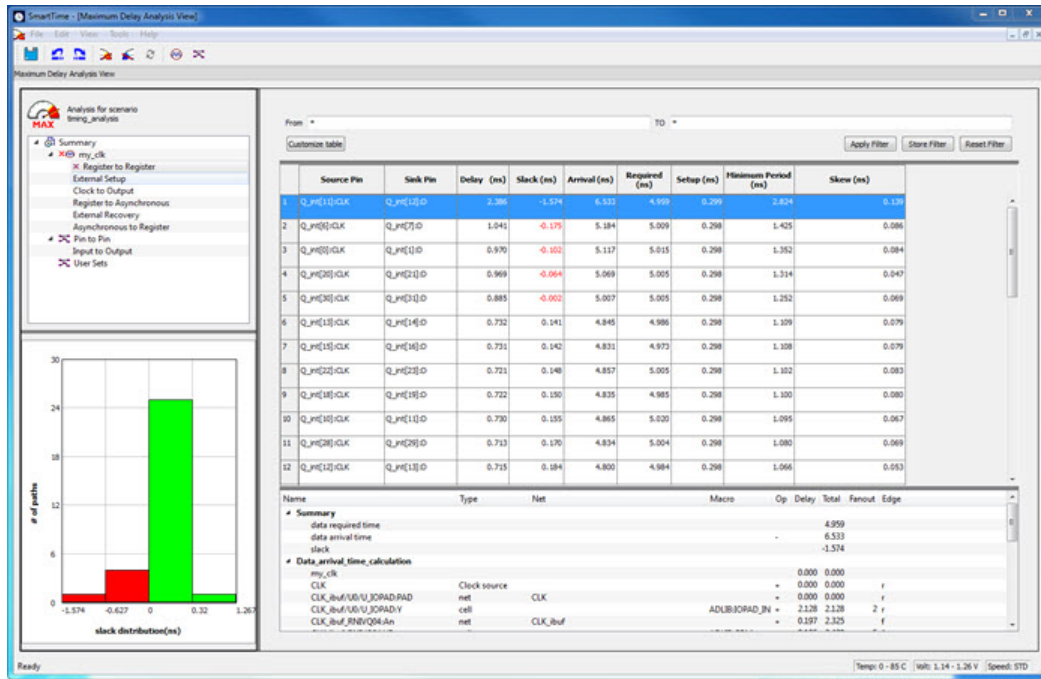 SmartTime - [Maximum Delay Analysis View]
File Edit View Tools Help
Maximum Delay Analysis View
MAX
Analysis for scenario
timing_analysis
Summary
my_clk
Register to Register
External Setup
Clock to Output
Register to Asynchronous
External Recovery
Asynchronous to Register
Pin to Pin
Input to Output
User Sets
From * TO *
Customize table Apply Filter Store Filter Reset Filter
Source Pin Sink Pin Delay (ns) Slack (ns) Arrival (ns) Required (ns) Setup (ns) Minimum Period (ns) Skew (ns)
1 Q_int[11]:CLK Q_int[12]:D 2.386 -1.574 6.533 4.959 0.299 2.824 0.139
2 Q_int[6]:CLK Q_int[7]:D 1.041 -0.175 5.184 5.009 0.298 1.425 0.086
3 Q_int[0]:CLK Q_int[1]:D 0.970 -0.102 5.117 5.015 0.298 1.352 0.084
4 Q_int[20]:CLK Q_int[21]:D 0.969 -0.064 5.069 5.005 0.298 1.314 0.047
5 Q_int[30]:CLK Q_int[31]:D 0.885 -0.002 5.007 5.005 0.298 1.252 0.069
6 Q_int[13]:CLK Q_int[14]:D 0.732 0.141 4.845 4.986 0.298 1.109 0.079
7 Q_int[15]:CLK Q_int[16]:D 0.731 0.142 4.831 4.973 0.298 1.108 0.079
8 Q_int[22]:CLK Q_int[23]:D 0.721 0.148 4.857 5.005 0.298 1.102 0.083
9 Q_int[18]:CLK Q_int[19]:D 0.722 0.150 4.835 4.985 0.298 1.100 0.080
10 Q_int[10]:CLK Q_int[11]:D 0.730 0.155 4.865 5.020 0.298 1.095 0.067
11 Q_int[28]:CLK Q_int[29]:D 0.713 0.170 4.834 5.004 0.298 1.080 0.069
12 Q_int[12]:CLK Q_int[13]:D 0.715 0.184 4.800 4.984 0.298 1.066 0.053
30
24
18
12
6
0
# of paths
-1.574 -0.627 0 0.32 1.267
slack distribution(ns)
Name Type Net Macro Op Delay Total Fanout Edge
Summary
data required time 4.959
data arrival time - 6.533
slack -1.574
Data_arrival_time_calculation
my_clk 0.000 0.000
CLK Clock source + 0.000 0.000 r
CLK_ibuf/U0/U_IOPAD:PAD net CLK + 0.000 0.000 r
CLK_ibuf/U0/U_IOPAD:Y cell ADLIB:IOPAD_IN + 2.128 2.128 2 r
CLK_ibuf_RNIVQ04:An net CLK_ibuf + 0.197 2.325 f
Ready Temp: 0 - 85 C Volt: 1.14 - 1.26 V Speed: STD